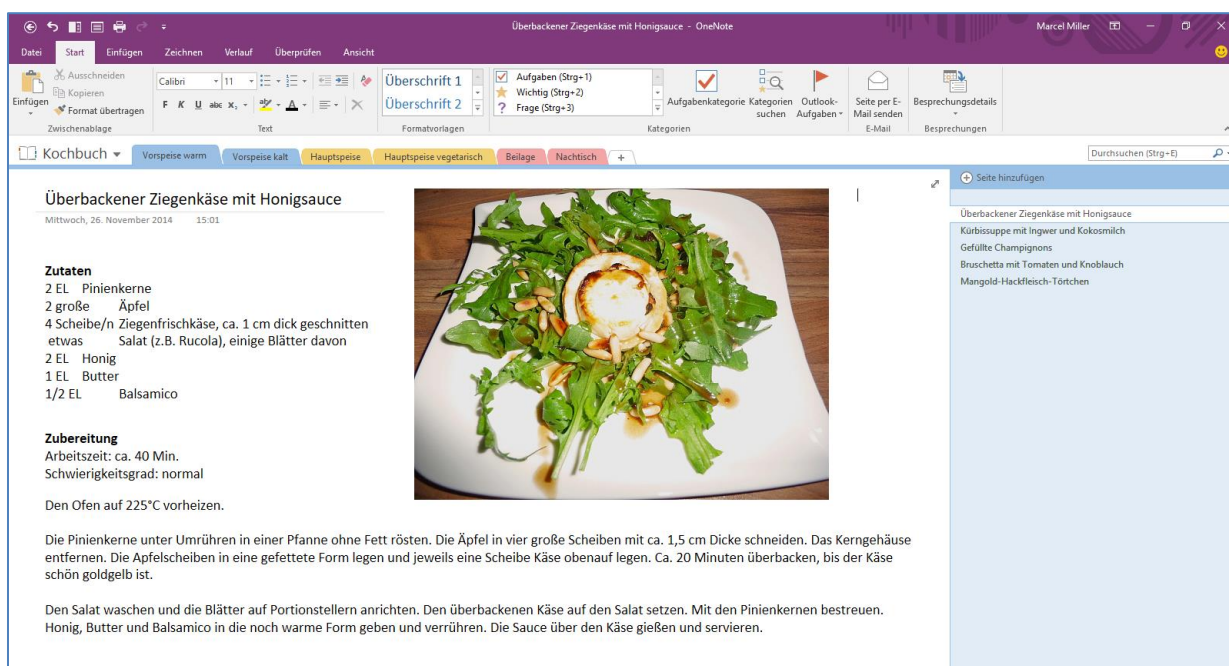 Überbackener Ziegenkäse mit Honigsauce - OneNote
Marcel Miller
Datei Start Einfügen Zeichnen Verlauf Überprüfen Ansicht
Einfügen
Ausschneiden
Kopieren
Format übertragen
Zwischenablage
Calibri 11
F K U abc x₂ aby A
Text
Überschrift 1
Überschrift 2
Formatvorlagen
Aufgaben (Strg+1)
Wichtig (Strg+2)
? Frage (Strg+3)
Aufgabenkategorie
Kategorien suchen
Outlook-Aufgaben
Kategorien
Seite per E-Mail senden
E-Mail
Besprechungsdetails
Besprechungen
Kochbuch Vorspeise warm Vorspeise kalt Hauptspeise Hauptspeise vegetarisch Beilage Nachtisch +
Durchsuchen (Strg+E)
Überbackener Ziegenkäse mit Honigsauce
Mittwoch, 26. November 2014 15:01
Zutaten
2 EL Pinienkerne
2 große Äpfel
4 Scheibe/n Ziegenfrischkäse, ca. 1 cm dick geschnitten
etwas Salat (z.B. Rucola), einige Blätter davon
2 EL Honig
1 EL Butter
1/2 EL Balsamico
Zubereitung
Arbeitszeit: ca. 40 Min.
Schwierigkeitsgrad: normal
Den Ofen auf 225°C vorheizen.
Die Pinienkerne unter Umrühren in einer Pfanne ohne Fett rösten. Die Äpfel in vier große Scheiben mit ca. 1,5 cm Dicke schneiden. Das Kerngehäuse
entfernen. Die Apfelscheiben in eine gefettete Form legen und jeweils eine Scheibe Käse obenauf legen. Ca. 20 Minuten überbacken, bis der Käse
schön goldgelb ist.
Den Salat waschen und die Blätter auf Portionstellern anrichten. Den überbackenen Käse auf den Salat setzen. Mit den Pinienkernen bestreuen.
Honig, Butter und Balsamico in die noch warme Form geben und verrühren. Die Sauce über den Käse gießen und servieren.
Seite hinzufügen
Überbackener Ziegenkäse mit Honigsauce
Kürbissuppe mit Ingwer und Kokosmilch
Gefüllte Champignons
Bruschetta mit Tomaten und Knoblauch
Mangold-Hackfleisch-Törtchen